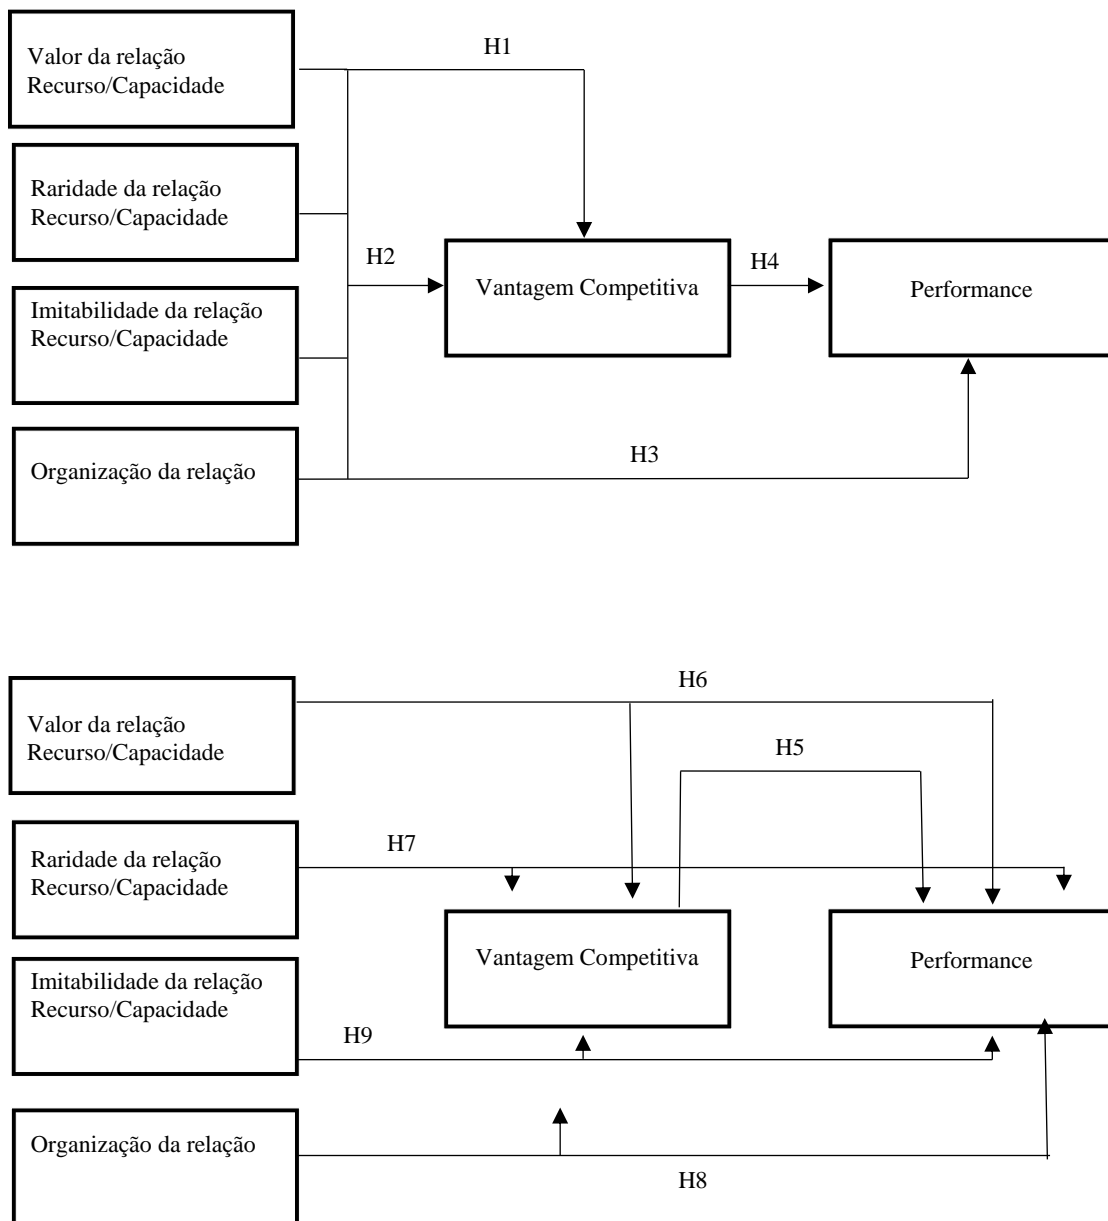 Valor da relação
Recurso/Capacidade
H1
Raridade da relação
Recurso/Capacidade
H2
Imitabilidade da relação
Recurso/Capacidade
Vantagem Competitiva
H4
Performance
Organização da relação
H3
Valor da relação
Recurso/Capacidade
H6
H5
Raridade da relação
Recurso/Capacidade
H7
Imitabilidade da relação
Recurso/Capacidade
Vantagem Competitiva
Performance
H9
Organização da relação
H8